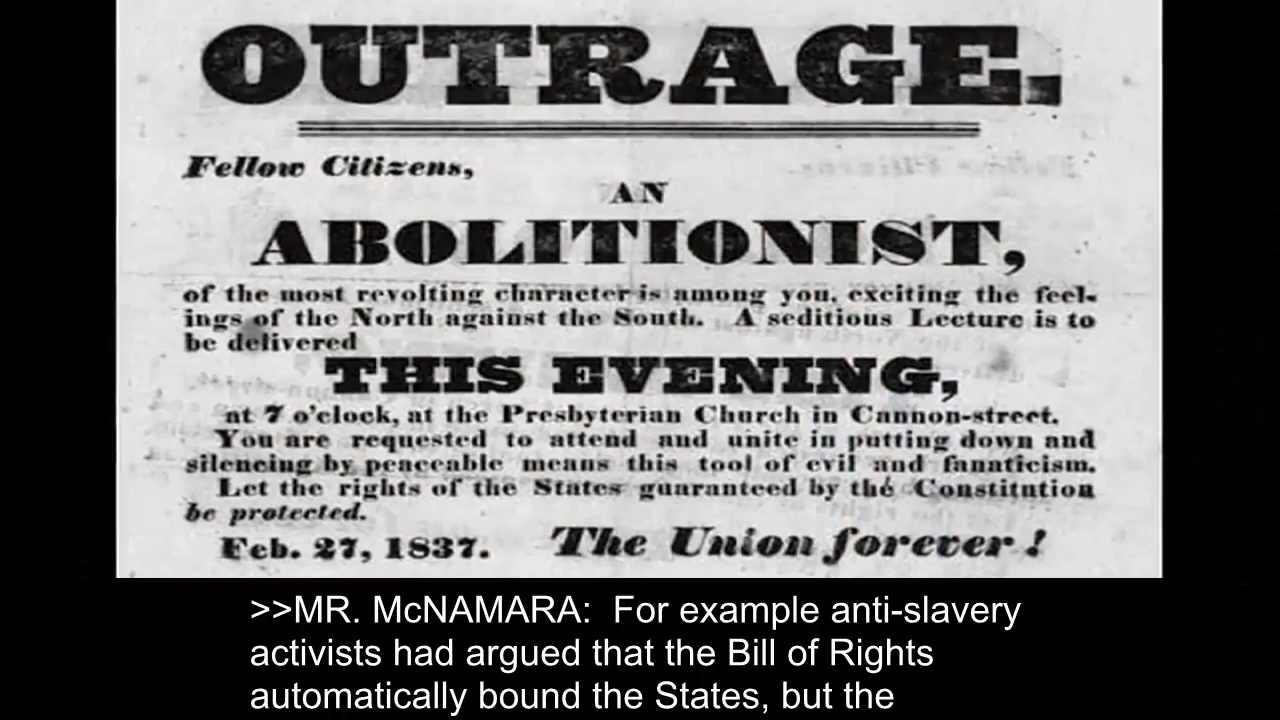 OUTRAGE.
Fellow Citizens,
AN
ABOLITIONIST,
of the most revolting character is among you, exciting the feel-
ings of the North against the South. A seditious Lecture is to
be delivered
THIS EVENING,
at 7 o'clock, at the Presbyterian Church in Cannon-street.
You are requested to attend and unite in putting down and
silencing by peaceable means this tool of evil and fanaticism.
Let the rights of the States guaranteed by the Constitution
be protected.
Feb. 27, 1837. The Union forever!
>>MR. McNAMARA: For example anti-slavery
activists had argued that the Bill of Rights
automatically bound the States, but the